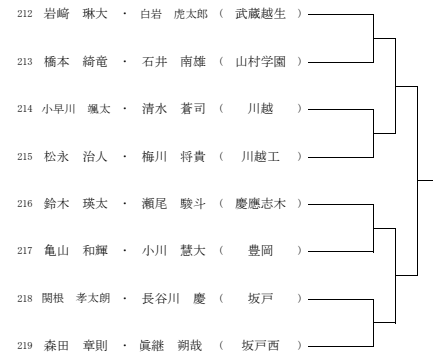 212 岩﨑 琳大 ・ 白岩 虎太郎 （ 武蔵越生 ）
213 橋本 綺竜 ・ 石井 南雄 （ 山村学園 ）
214 小早川 颯太 ・ 清水 蒼司 （ 川越 ）
215 松永 治人 ・ 梅川 将貴 （ 川越工 ）
216 鈴木 瑛太 ・ 瀬尾 駿斗 （ 慶應志木 ）
217 亀山 和輝 ・ 小川 慧大 （ 豊岡 ）
218 関根 孝太朗 ・ 長谷川 慶 （ 坂戸 ）
219 森田 章則 ・ 眞継 朔哉 （ 坂戸西 ）